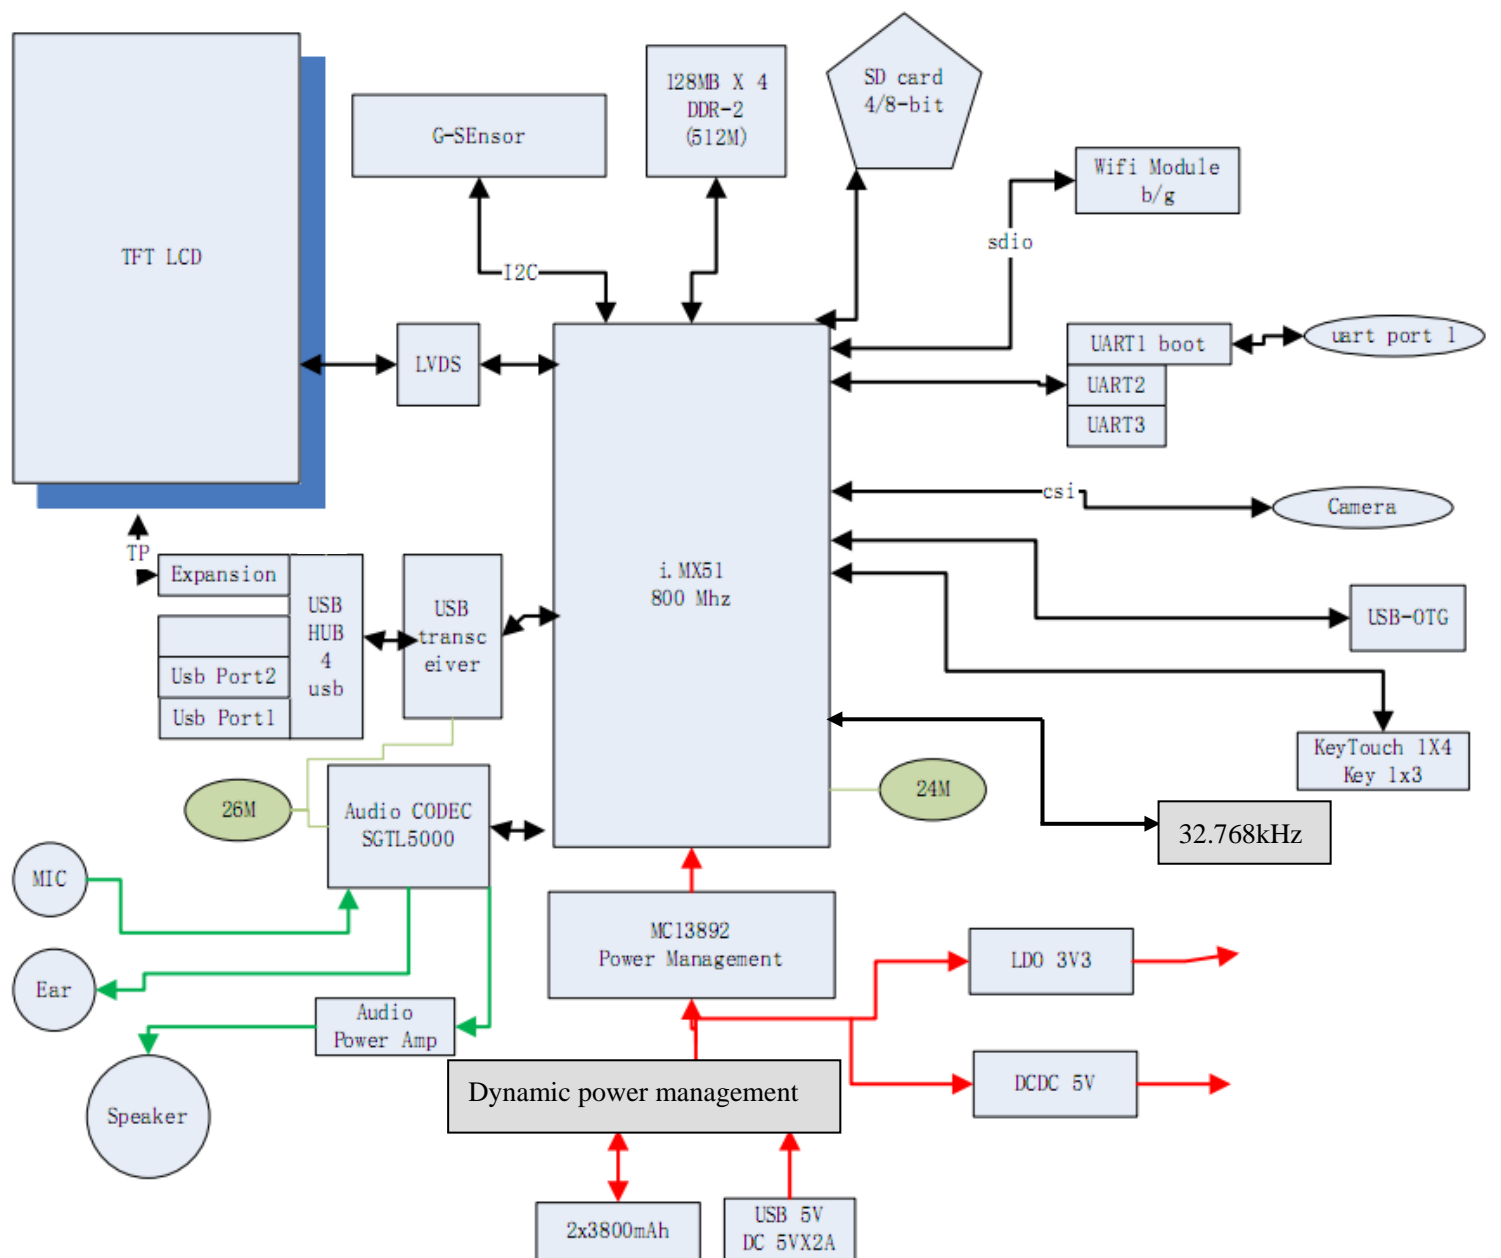 128MB X 4
DDR-2
(512M)
SD card
4/8-bit
G-SEnsor
Wifi Module
b/g
TFT LCD
sdio
I2C
LVDS
UART1 boot
uart port 1
UART2
UART3
csi
Camera
TP
Expansion
USB
HUB
4
usb
Usb Port2
Usb Port1
USB
transc
eiver
i.MX51
800 Mhz
USB-OTG
KeyTouch 1X4
Key 1x3
26M
Audio CODEC
SGTL5000
24M
32.768kHz
MIC
MC13892
Power Management
LDO 3V3
Ear
Audio
Power Amp
Dynamic power management
DCDC 5V
Speaker
2x3800mAh
USB 5V
DC 5VX2A